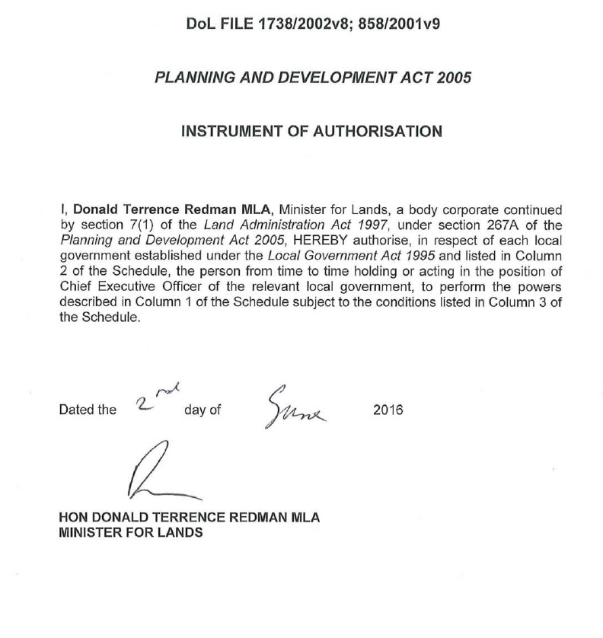 DoL FILE 1738/2002v8; 858/2001v9
PLANNING AND DEVELOPMENT ACT 2005
INSTRUMENT OF AUTHORISATION
I, Donald Terrence Redman MLA, Minister for Lands, a body corporate continued
by section 7(1) of the Land Administration Act 1997, under section 267A of the
Planning and Development Act 2005, HEREBY authorise, in respect of each local
government established under the Local Government Act 1995 and listed in Column
2 of the Schedule, the person from time to time holding or acting in the position of
Chief Executive Officer of the relevant local government, to perform the powers
described in Column 1 of the Schedule subject to the conditions listed in Column 3 of
the Schedule.
Dated the 2nd day of June 2016
HON DONALD TERRENCE REDMAN MLA
MINISTER FOR LANDS